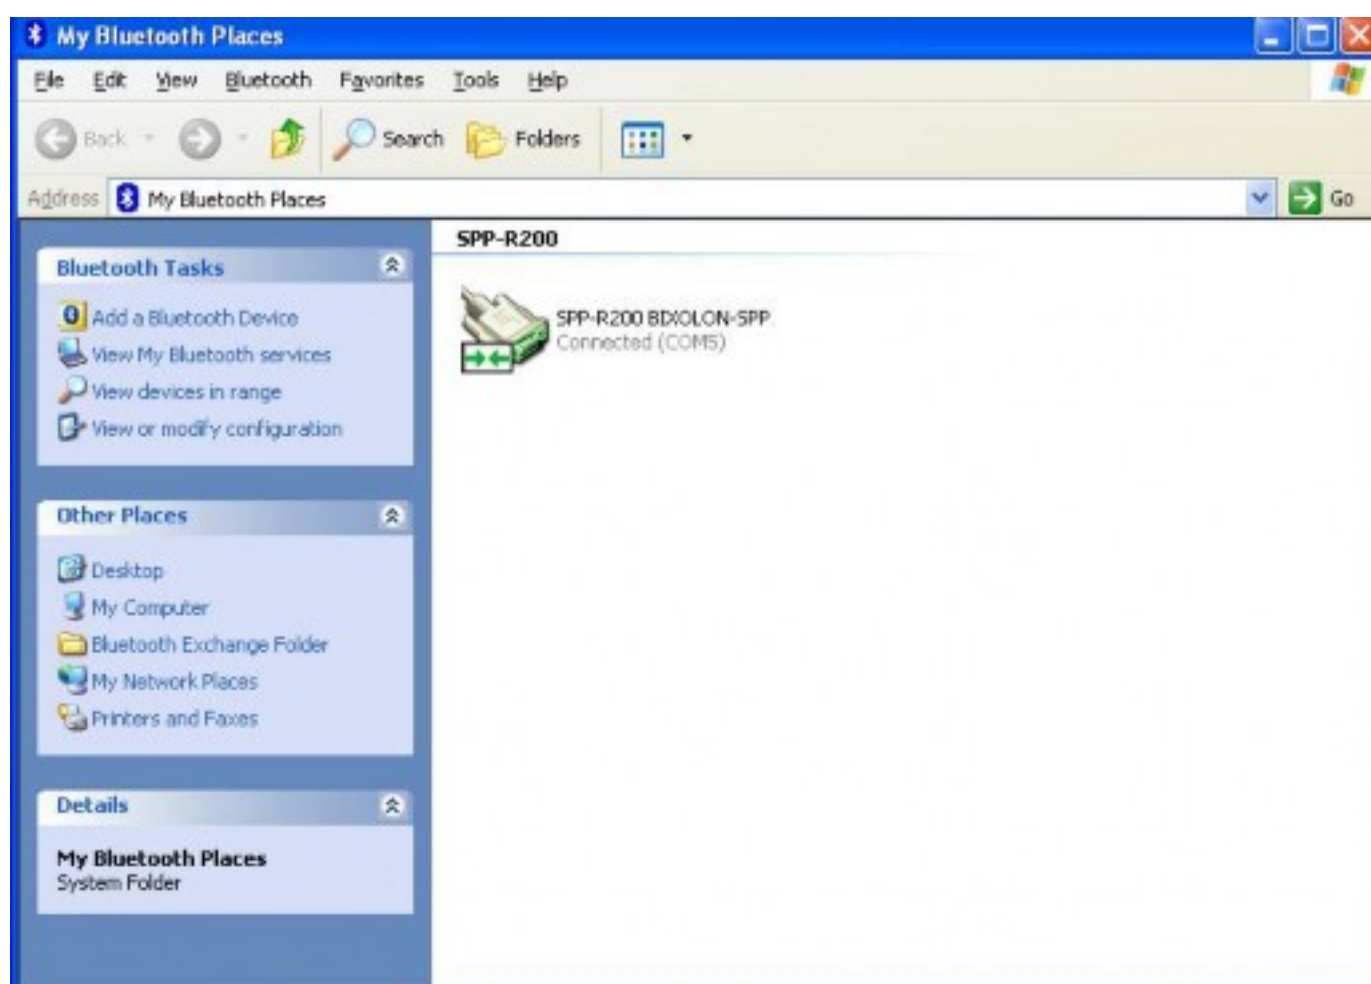 My Bluetooth Places
File Edit View Bluetooth Favorites Tools Help
Back Search Folders
Address My Bluetooth Places Go
Bluetooth Tasks
Add a Bluetooth Device
View My Bluetooth services
View devices in range
View or modify configuration
Other Places
Desktop
My Computer
Bluetooth Exchange Folder
My Network Places
Printers and Faxes
Details
My Bluetooth Places
System Folder
SPP-R200
SPP-R200 BIXOLON-SPP
Connected (COM5)